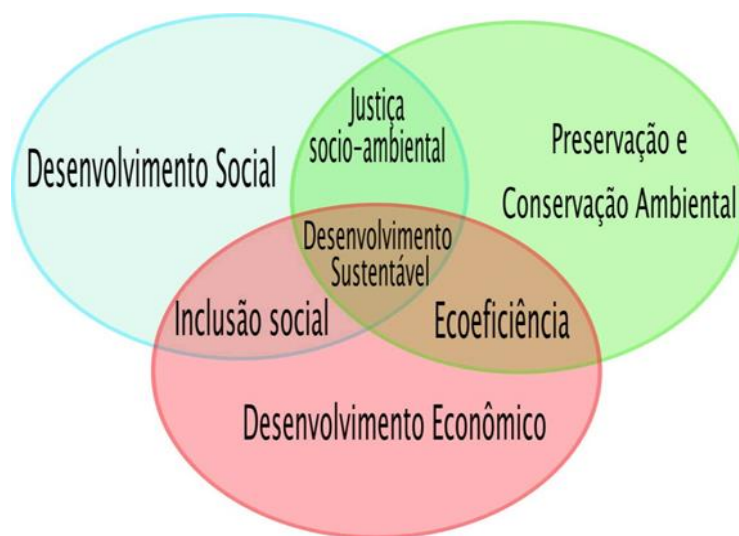 Justiça
socio-ambiental
Desenvolvimento Social
Preservação e
Conservação Ambiental
Desenvolvimento
Sustentável
Inclusão social
Ecoeficiência
Desenvolvimento Econômico